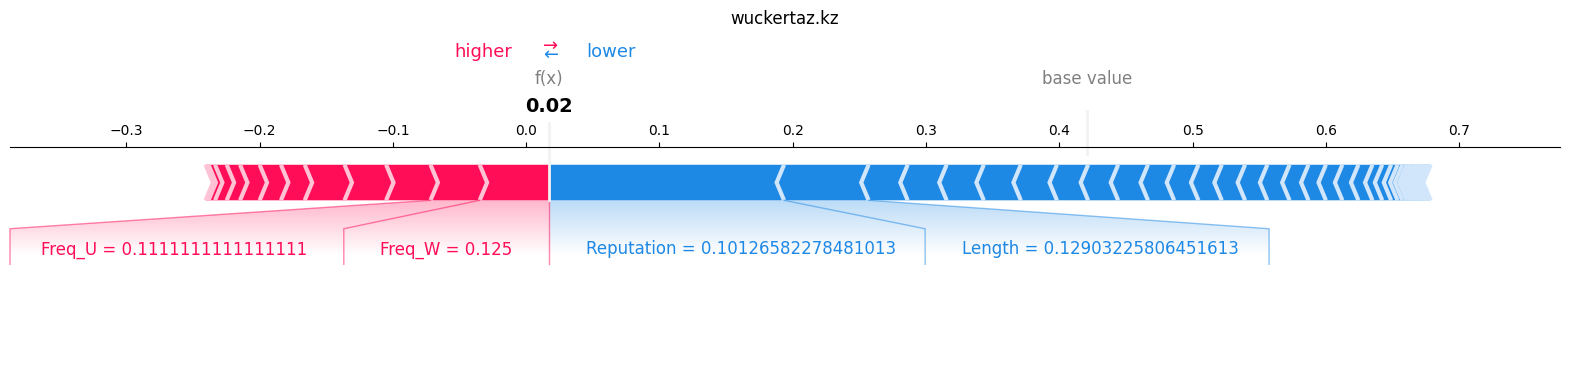 wuckertaz.kz
higher ⇄ lower
f(x) base value
0.02
−0.3 −0.2 −0.1 0.0 0.1 0.2 0.3 0.4 0.5 0.6 0.7
Freq_U = 0.1111111111111111 Freq_W = 0.125 Reputation = 0.10126582278481013 Length = 0.12903225806451613